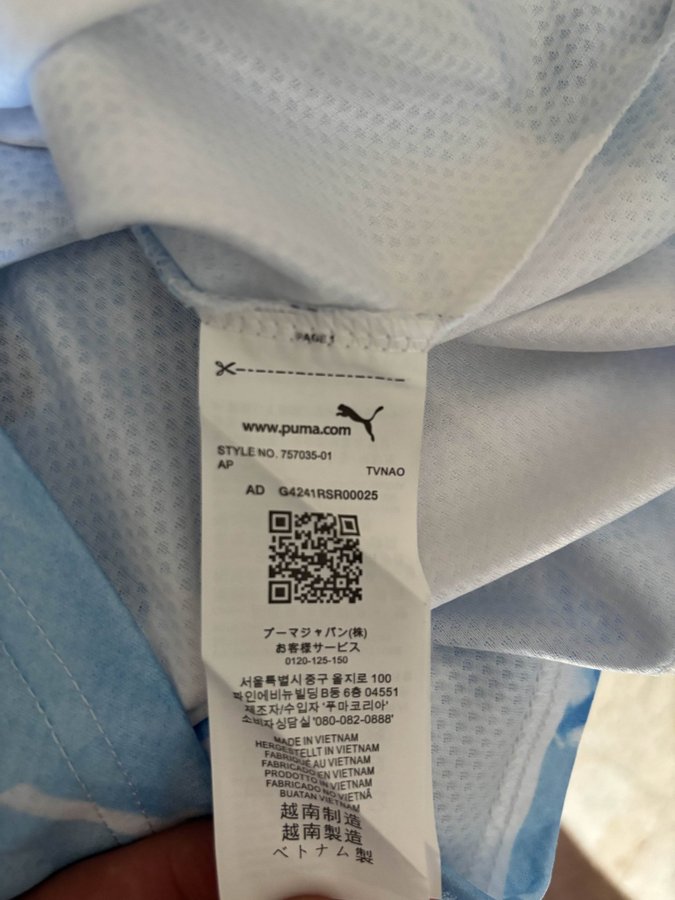 PAGE 1
www.puma.com
STYLE NO. 757035-01
AP TVNAO
AD G4241RSR00025
プーマジャパン(株)
お客様サービス
0120-125-150
서울특별시중구 을지로 100
파인에비뉴빌딩 B동 6층 04551
제조자/수입자 '푸마코리아'
소비자상담실 '080-082-0888'
MADE IN VIETNAM
HERGESTELLT IN VIETNAM
FABRIQUÉ AU VIETNAM
FABRICADO EN VIETNAM
PRODOTTO IN VIETNAM
FABRICADO NO VIETNÃ
BUATAN VIETNAM
越南制造
越南製造
ベトナム製